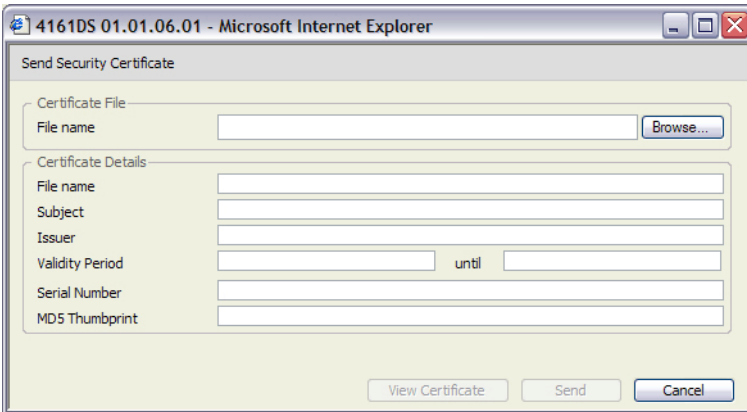 4161DS 01.01.06.01 - Microsoft Internet Explorer
Send Security Certificate
Certificate File
File name Browse...
Certificate Details
File name
Subject
Issuer
Validity Period until
Serial Number
MD5 Thumbprint
View Certificate Send Cancel